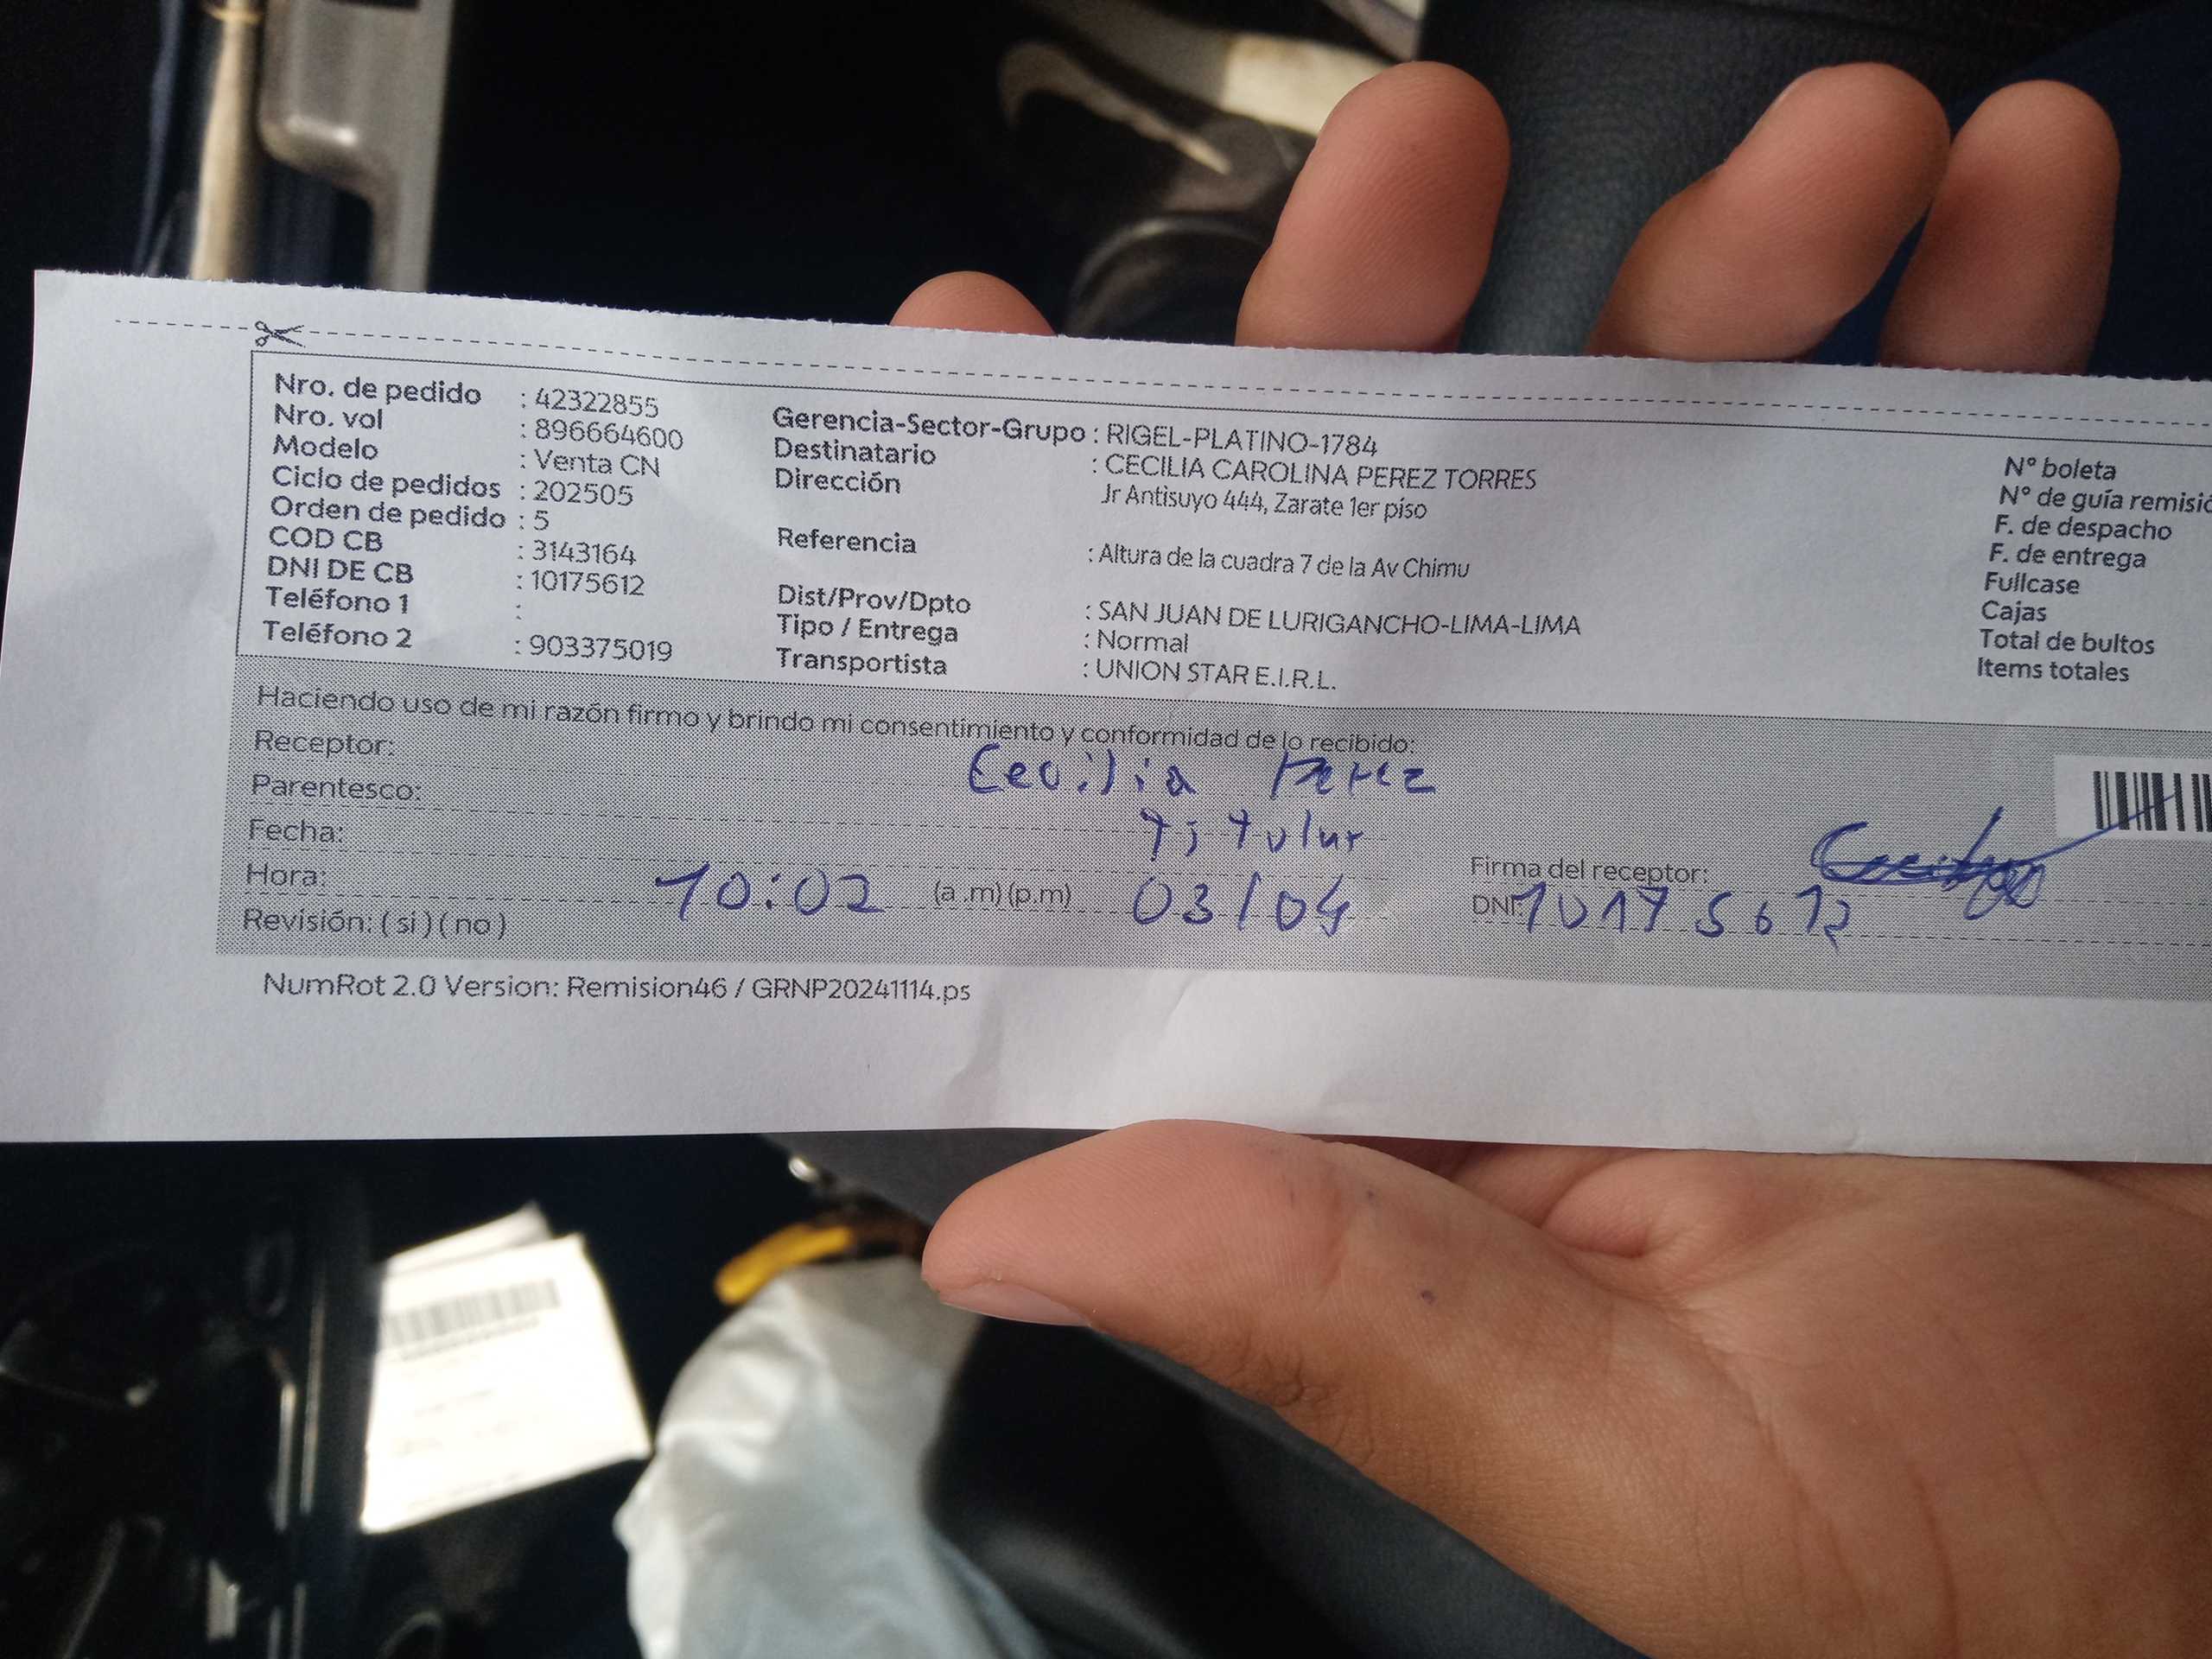 Nro. de pedido : 42322855
Nro. vol : 896664600
Modelo : Venta CN
Ciclo de pedidos : 202505
Orden de pedido : 5
COD CB : 3143164
DNI DE CB : 10175612
Teléfono 1 :
Teléfono 2 : 903375019
Gerencia-Sector-Grupo : RIGEL-PLATINO-1784
Destinatario : CECILIA CAROLINA PEREZ TORRES
Dirección Jr Antisuyo 444, Zarate 1er piso
Referencia : Altura de la cuadra 7 de la Av Chimu
Dist/Prov/Dpto : SAN JUAN DE LURIGANCHO-LIMA-LIMA
Tipo / Entrega : Normal
Transportista : UNION STAR E.I.R.L.
N° boleta
N° de guía remisió
F. de despacho
F. de entrega
Fullcase
Cajas
Total de bultos
Items totales
Haciendo uso de mi razón firmo y brindo mi consentimiento y conformidad de lo recibido:
Receptor: Cecilia Perez
Parentesco: Titular
Fecha:
Hora: 10:02 (a .m) (p.m) 03/04
Revisión: ( si ) ( no )
Firma del receptor:
DNI: 10175612
NumRot 2.0 Version: Remision46 / GRNP20241114.ps